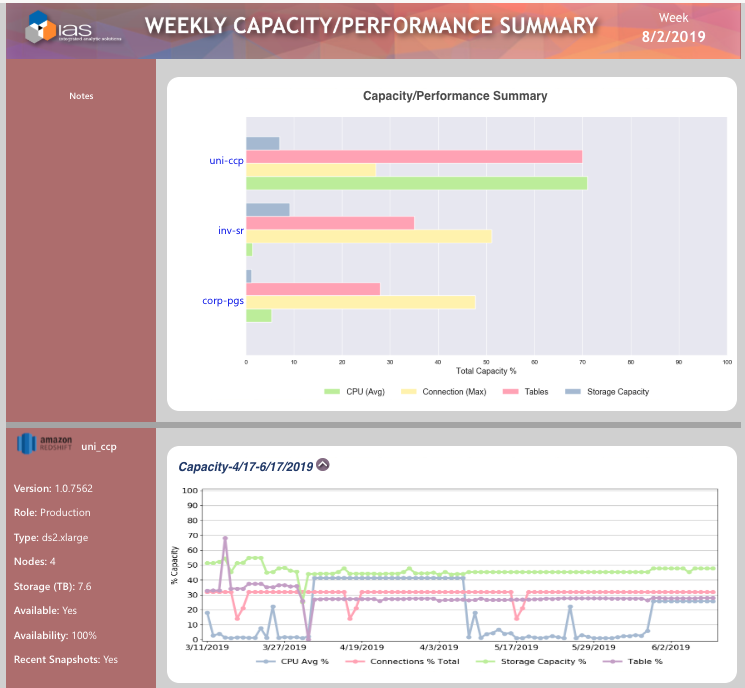 IAS
integrated analytic solutions
WEEKLY CAPACITY/PERFORMANCE SUMMARY
Week
8/2/2019
Notes
Capacity/Performance Summary
uni-ccp
inv-sr
corp-pgs
0 10 20 30 40 50 60 70 80 90 100
Total Capacity %
CPU (Avg) Connection (Max) Tables Storage Capacity
amazon
REDSHIFT
uni_ccp
Version: 1.0.7562
Role: Production
Type: ds2.xlarge
Nodes: 4
Storage (TB): 7.6
Available: Yes
Availability: 100%
Recent Snapshots: Yes
Capacity-4/17-6/17/2019
% Capacity
100
90
80
70
60
50
40
30
20
10
0
3/11/2019 3/27/2019 4/19/2019 4/3/2019 5/17/2019 5/29/2019 6/2/2019
CPU Avg % Connections % Total Storage Capacity % Table %